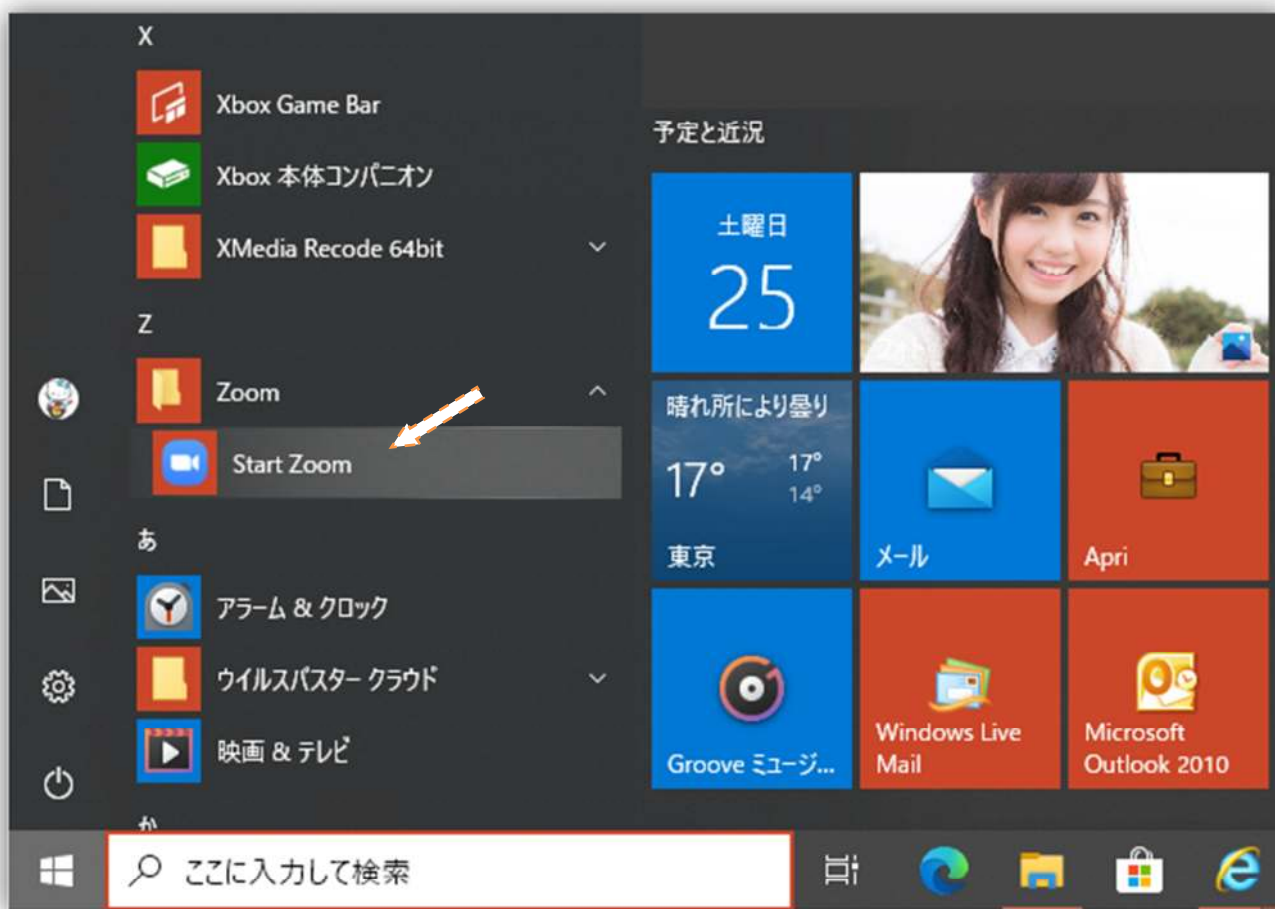 X
Xbox Game Bar
Xbox 本体コンパニオン
XMedia Recode 64bit
Z
Zoom
Start Zoom
あ
アラーム & クロック
ウイルスバスター クラウド
映画 & テレビ
か
予定と近況
土曜日
25
フォト
晴れ所により曇り
17° 17°
14°
東京
メール
Apri
Groove ミュージ...
Windows Live
Mail
Microsoft
Outlook 2010
ここに入力して検索